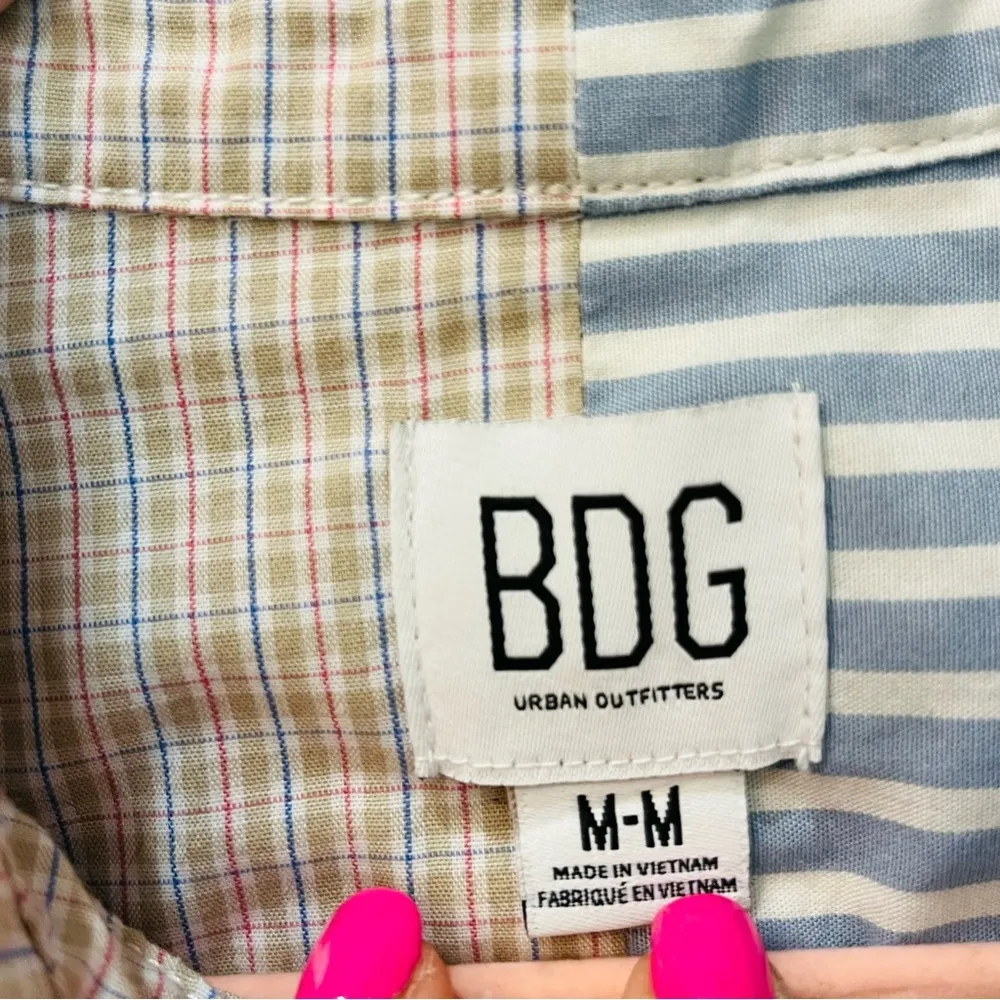 BDG
URBAN OUTFITTERS
M-M
MADE IN VIETNAM
FABRIQUÉ EN VIETNAM